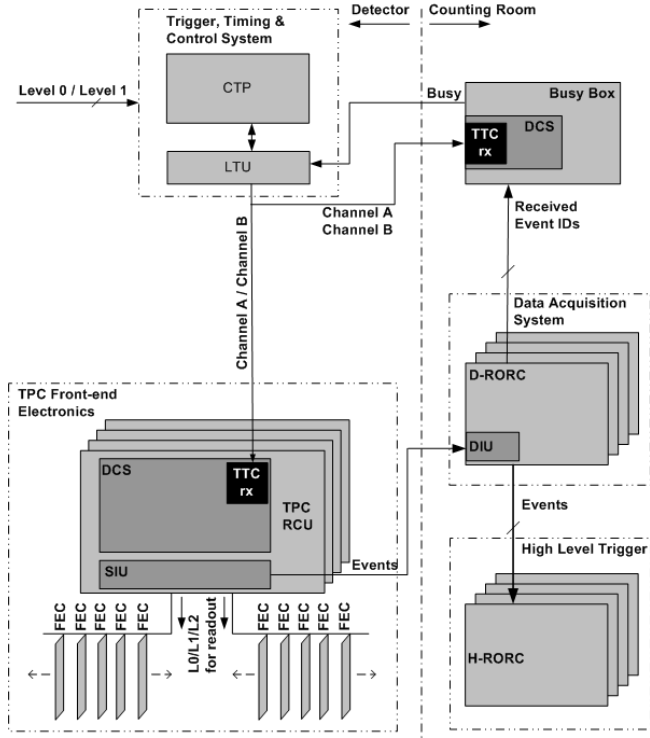 Trigger, Timing &
Control System
Detector
Counting Room
Level 0 / Level 1
CTP
LTU
Busy
Busy Box
DCS
TTC
rx
Channel A
Channel B
Received
Event IDs
Channel A / Channel B
Data Acquisition
System
D-RORC
DIU
TPC Front-end
Electronics
DCS
TTC
rx
TPC
RCU
SIU
Events
Events
High Level Trigger
H-RORC
FEC
FEC
FEC
FEC
FEC
L0/L1/L2
for readout
FEC
FEC
FEC
FEC
FEC